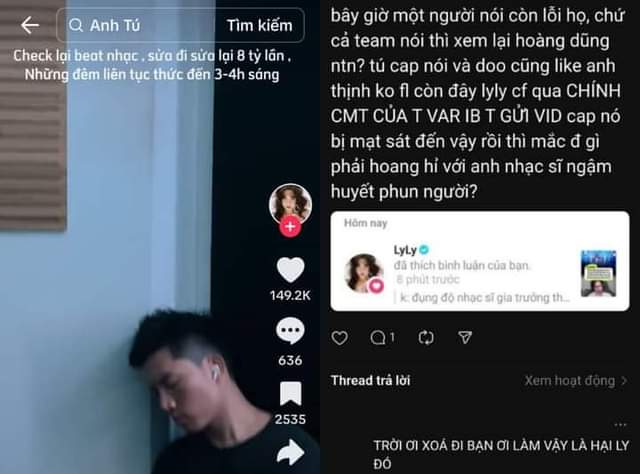 Anh Tú
Tìm kiếm
Check lại beat nhạc , sửa đi sửa lại 8 tỷ lần ,
Những đêm liên tục thức đến 3-4h sáng
149.2K
636
2535
bây giờ một người nói còn lỗi họ, chứ
cả team nói thì xem lại hoàng dũng
ntn? tú cap nói và doo cũng like anh
thịnh ko fl còn đây lyly cf qua CHÍNH
CMT CỦA T VAR IB T GỬI VID cap nó
bị mạt sát đến vậy rồi thì mắc đ gì
phải hoang hỉ với anh nhạc sĩ ngậm
huyết phun người?
Hôm nay
LyLy
đã thích bình luận của bạn.
8 phút trước
k: đụng độ nhạc sĩ gia trưởng th...
1
Thread trả lời
Xem hoạt động >
...
TRỜI ƠI XOÁ ĐI BẠN ƠI LÀM VẬY LÀ HẠI LY
ĐÓ